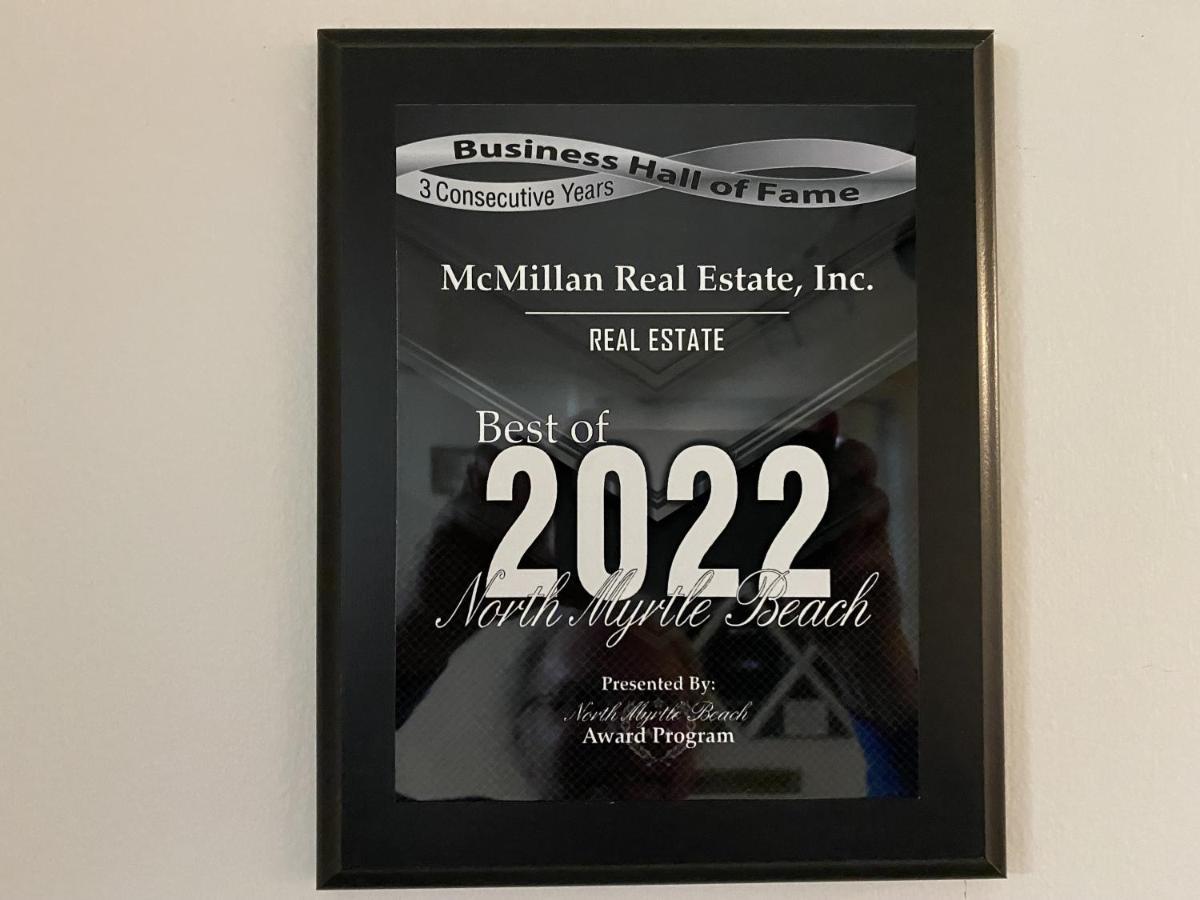 Business Hall of Fame
3 Consecutive Years
McMillan Real Estate, Inc.
REAL ESTATE
Best of
2022
North Myrtle Beach
Presented By:
North Myrtle Beach
Award Program